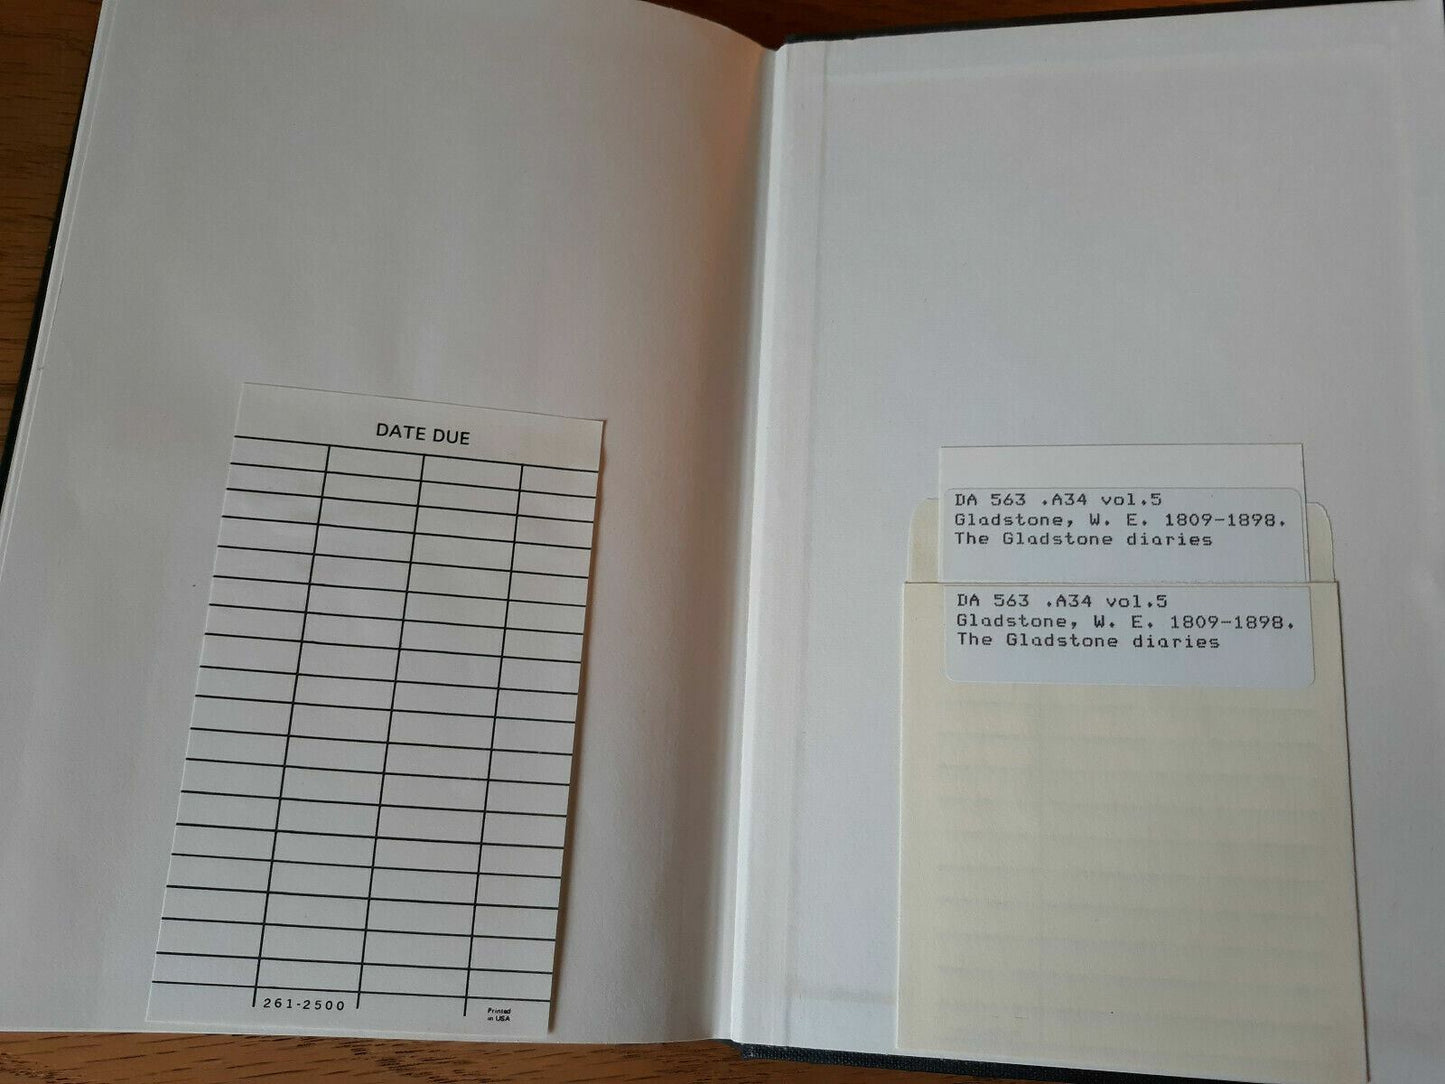 DATE DUE
261-2500
Printed
in USA
DA 563 .A34 vol.5
Gladstone, W. E. 1809-1898.
The Gladstone diaries
DA 563 .A34 vol.5
Gladstone, W. E. 1809-1898.
The Gladstone diaries